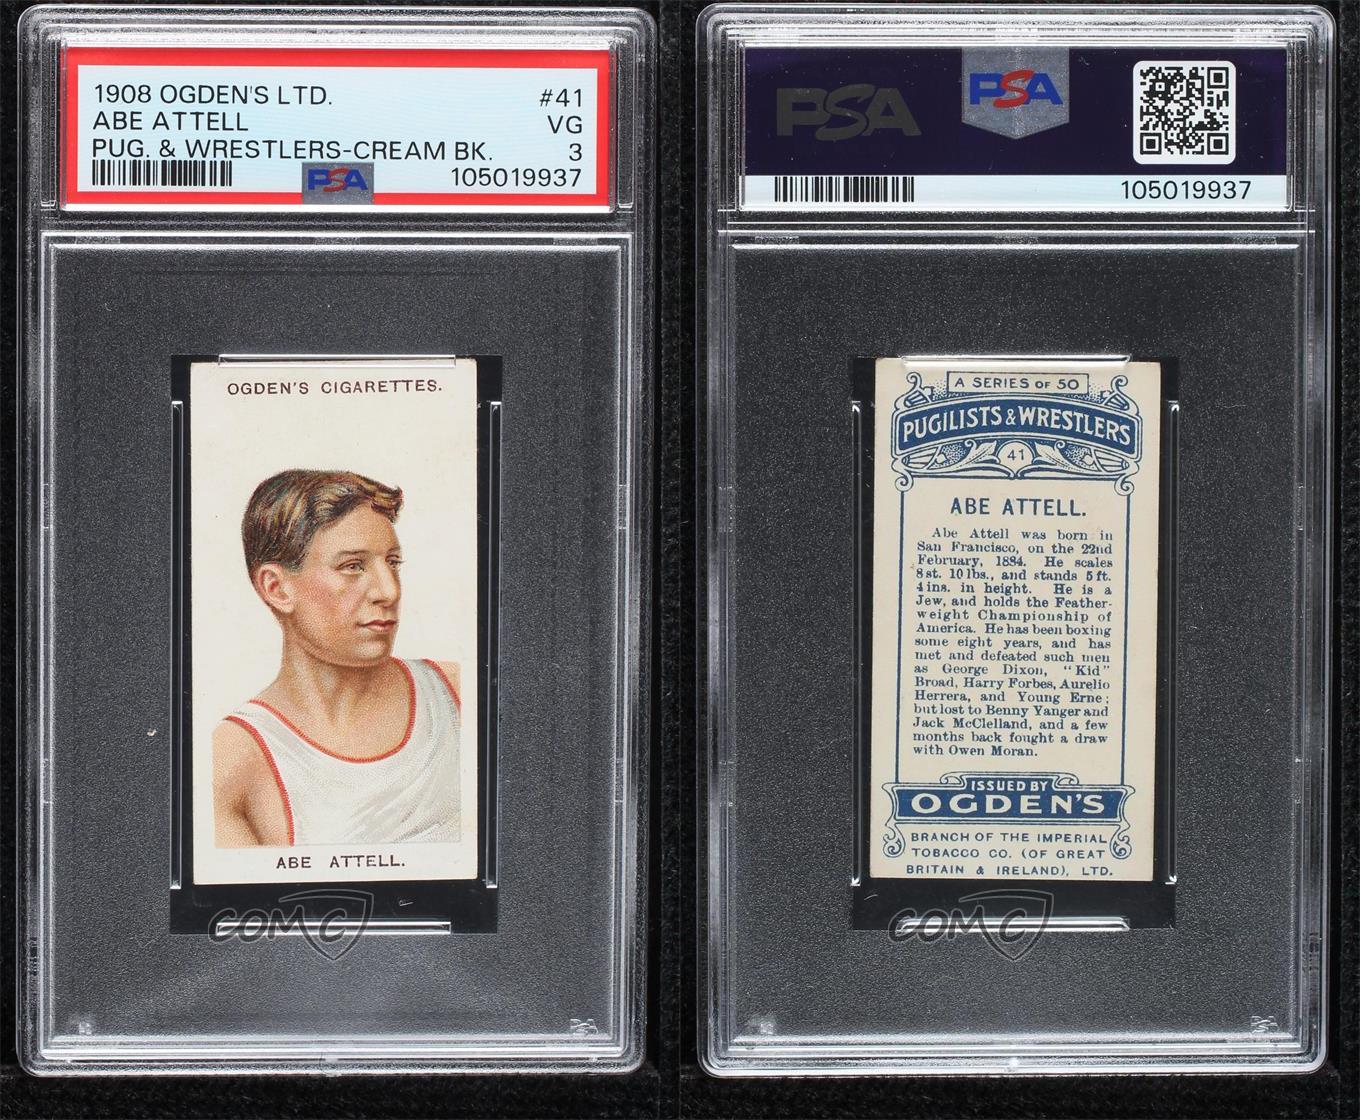 1908 OGDEN'S LTD. #41
ABE ATTELL VG
PUG. & WRESTLERS-CREAM BK. 3
PSA 105019937
OGDEN'S CIGARETTES.
ABE ATTELL.
COMC
PSA PSA
105019937
A SERIES OF 50
PUGILISTS & WRESTLERS
41
ABE ATTELL.
Abe Attell was born in
San Francisco, on the 22nd
February, 1884. He scales
8 st. 10 lbs., and stands 5 ft.
4 ins. in height. He is a
Jew, and holds the Feather-
weight Championship of
America. He has been boxing
some eight years, and has
met and defeated such men
as George Dixon, "Kid"
Broad, Harry Forbes, Aurelio
Herrera, and Young Erne;
but lost to Benny Yanger and
Jack McClelland, and a few
months back fought a draw
with Owen Moran.
ISSUED BY
OGDEN'S
BRANCH OF THE IMPERIAL
TOBACCO CO. (OF GREAT
BRITAIN & IRELAND), LTD.
COMC